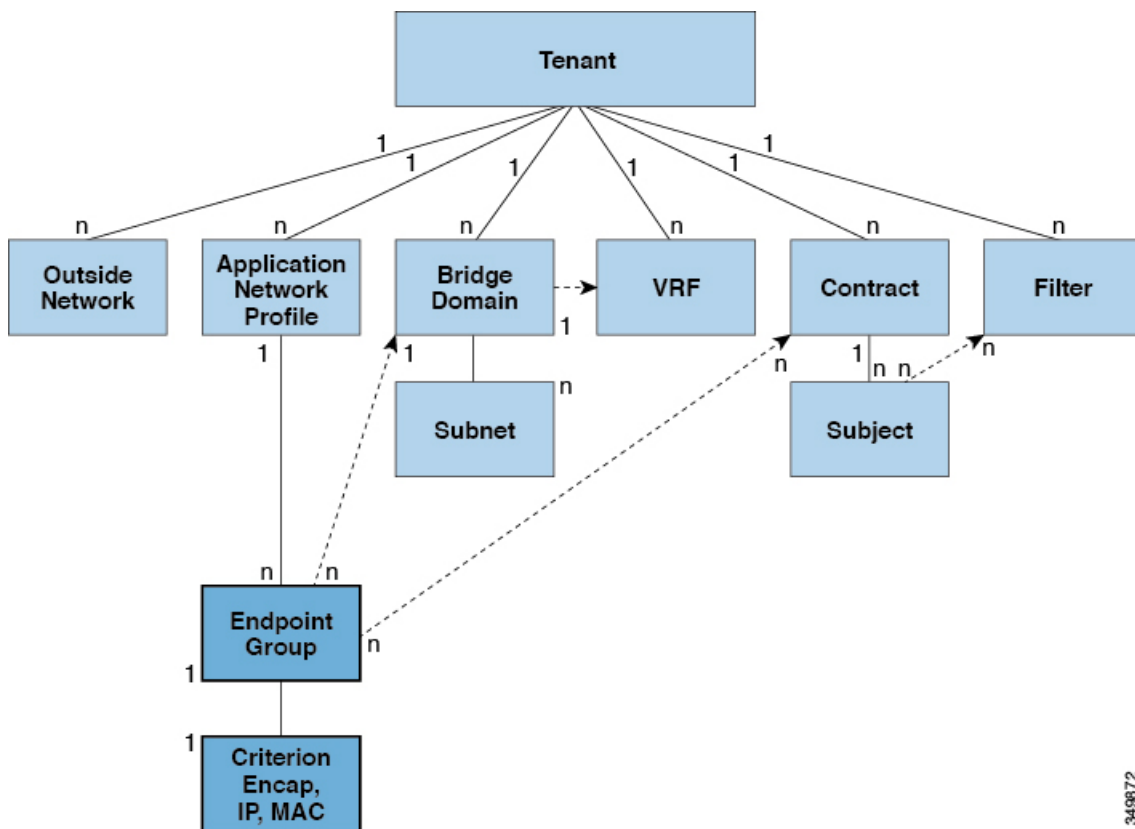 Tenant
1
1
1
1
1
1
n
n
n
n
n
n
Outside
Network
Application
Network
Profile
Bridge
Domain
VRF
Contract
Filter
1
1
1
n
1
n
n
n
n
Subnet
Subject
n
n
Endpoint
Group
n
1
1
Criterion
Encap,
IP, MAC
349872